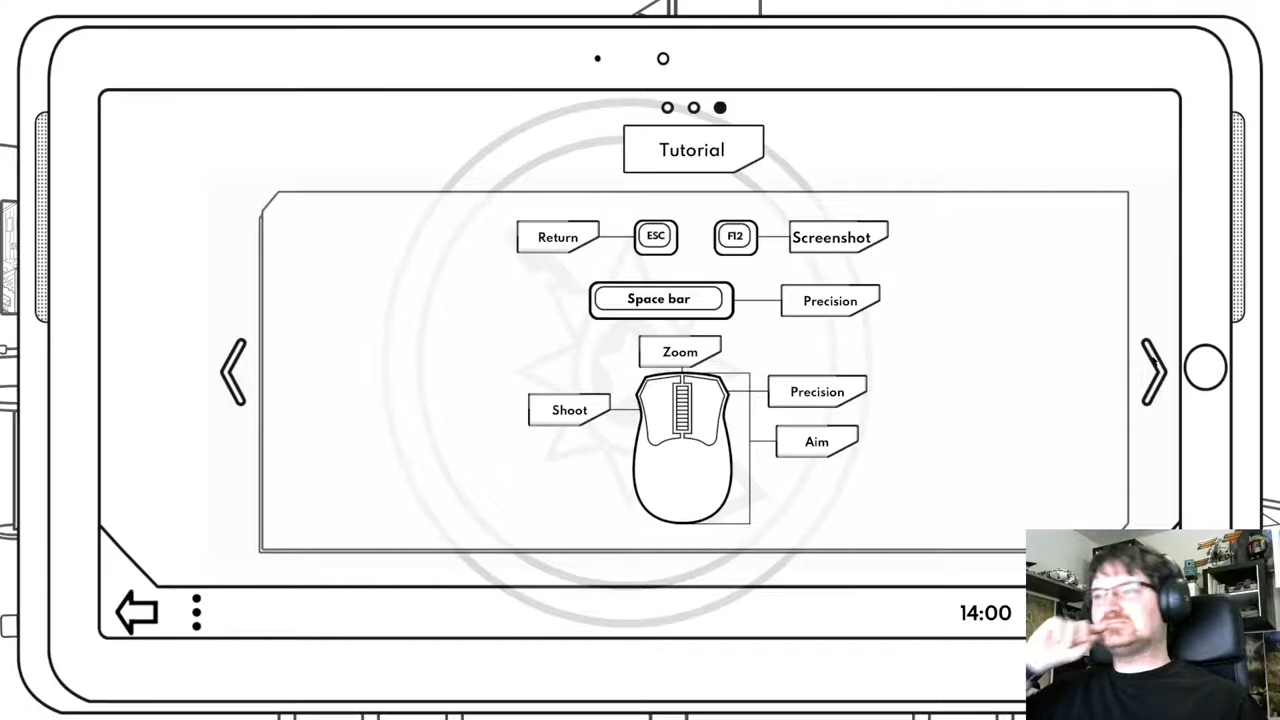 Tutorial
Return
ESC
F12
Screenshot
Space bar
Precision
Zoom
Precision
Shoot
Aim
14:00